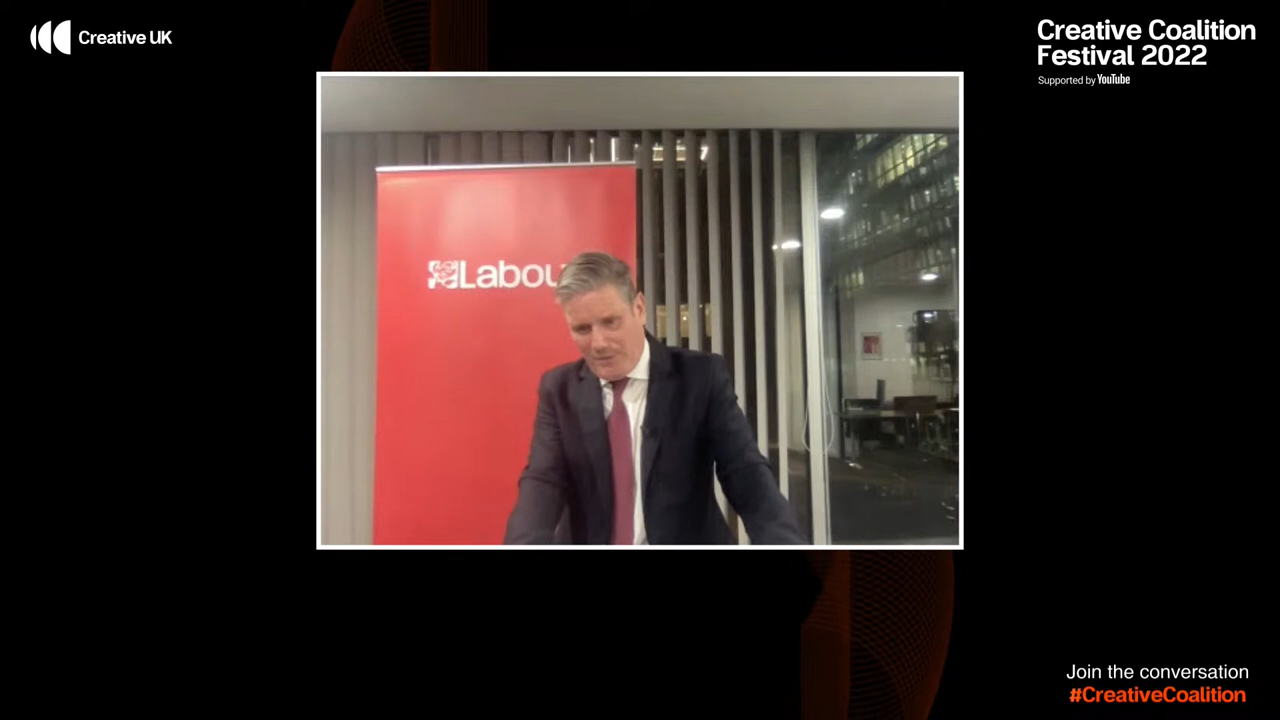 Creative UK
Creative Coalition
Festival 2022
Supported by YouTube
Labou
Join the conversation
#CreativeCoalition